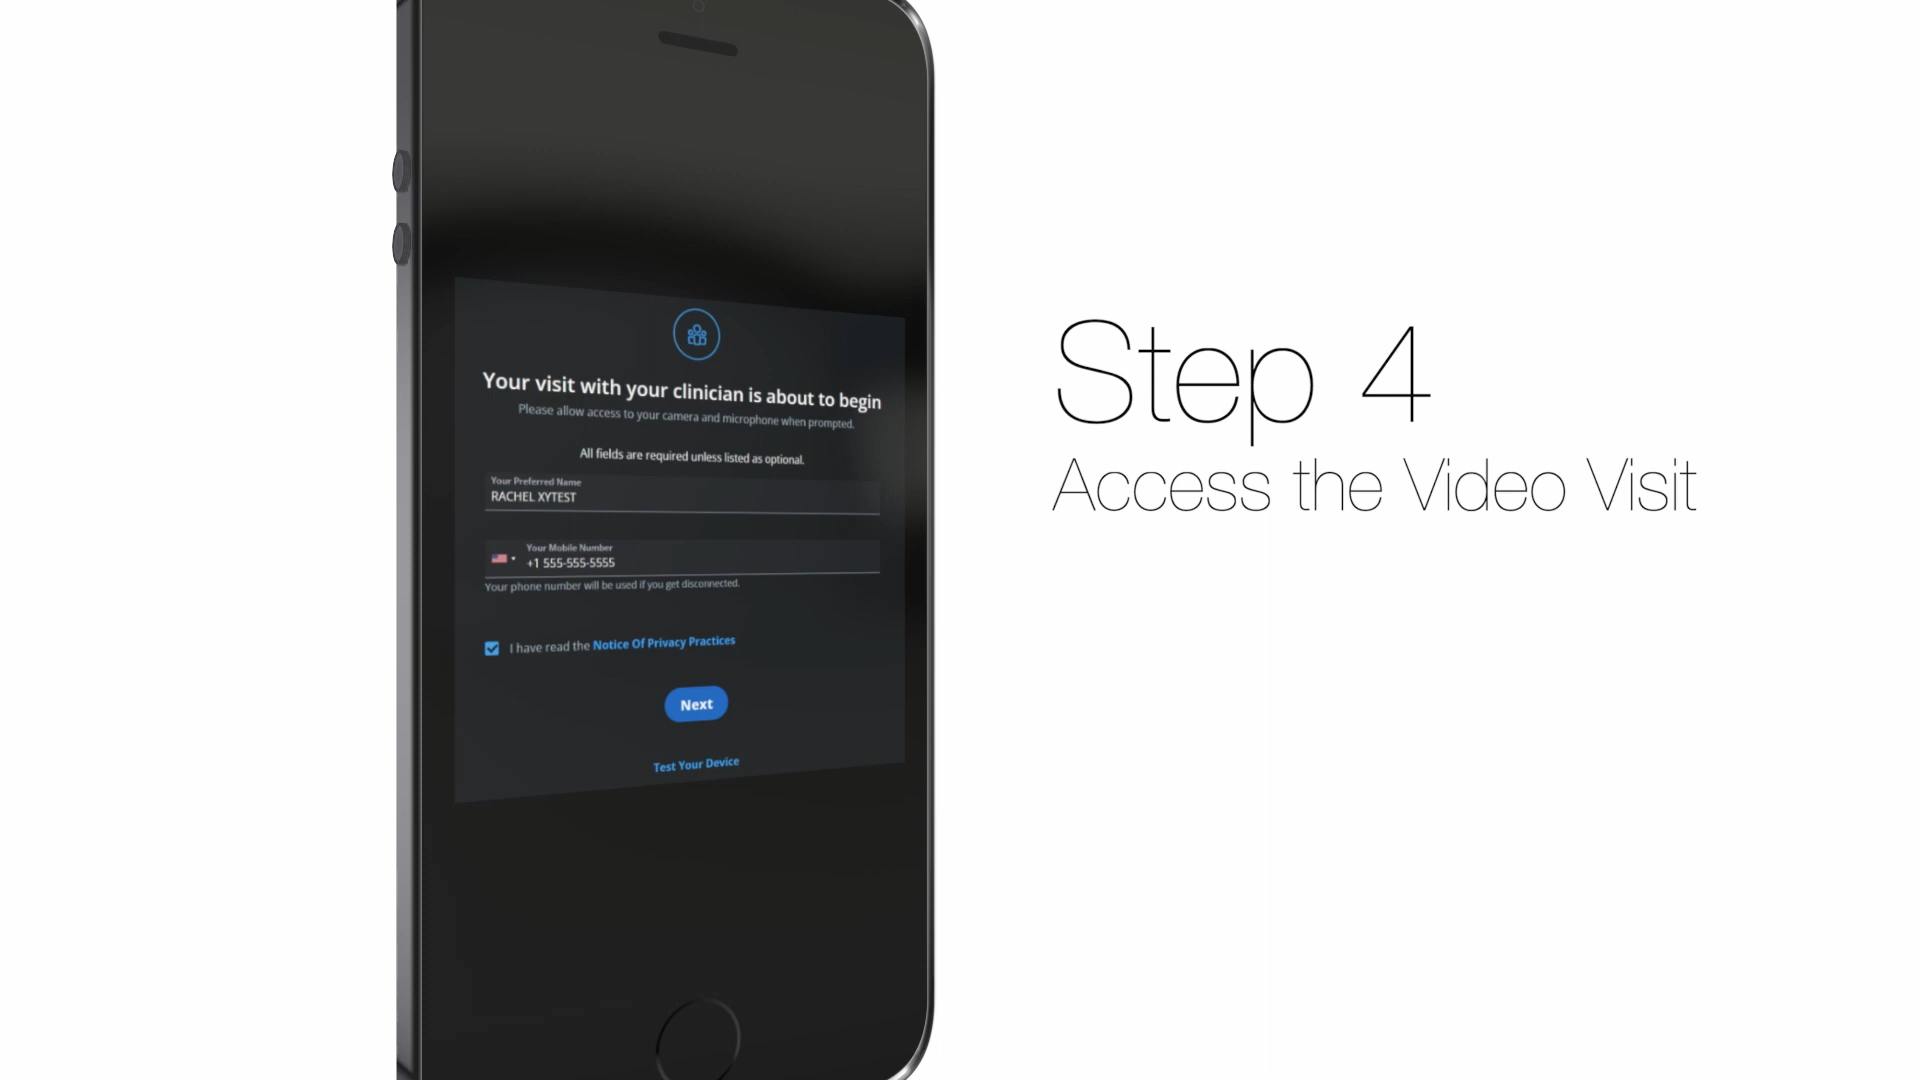 Your visit with your clinician is about to begin
Please allow access to your camera and microphone when prompted.
All fields are required unless listed as optional.
Your Preferred Name
RACHEL XYTEST
Your Mobile Number
+1 555-555-5555
Your phone number will be used if you get disconnected.
I have read the Notice Of Privacy Practices
Next
Test Your Device
Step 4
Access the Video Visit